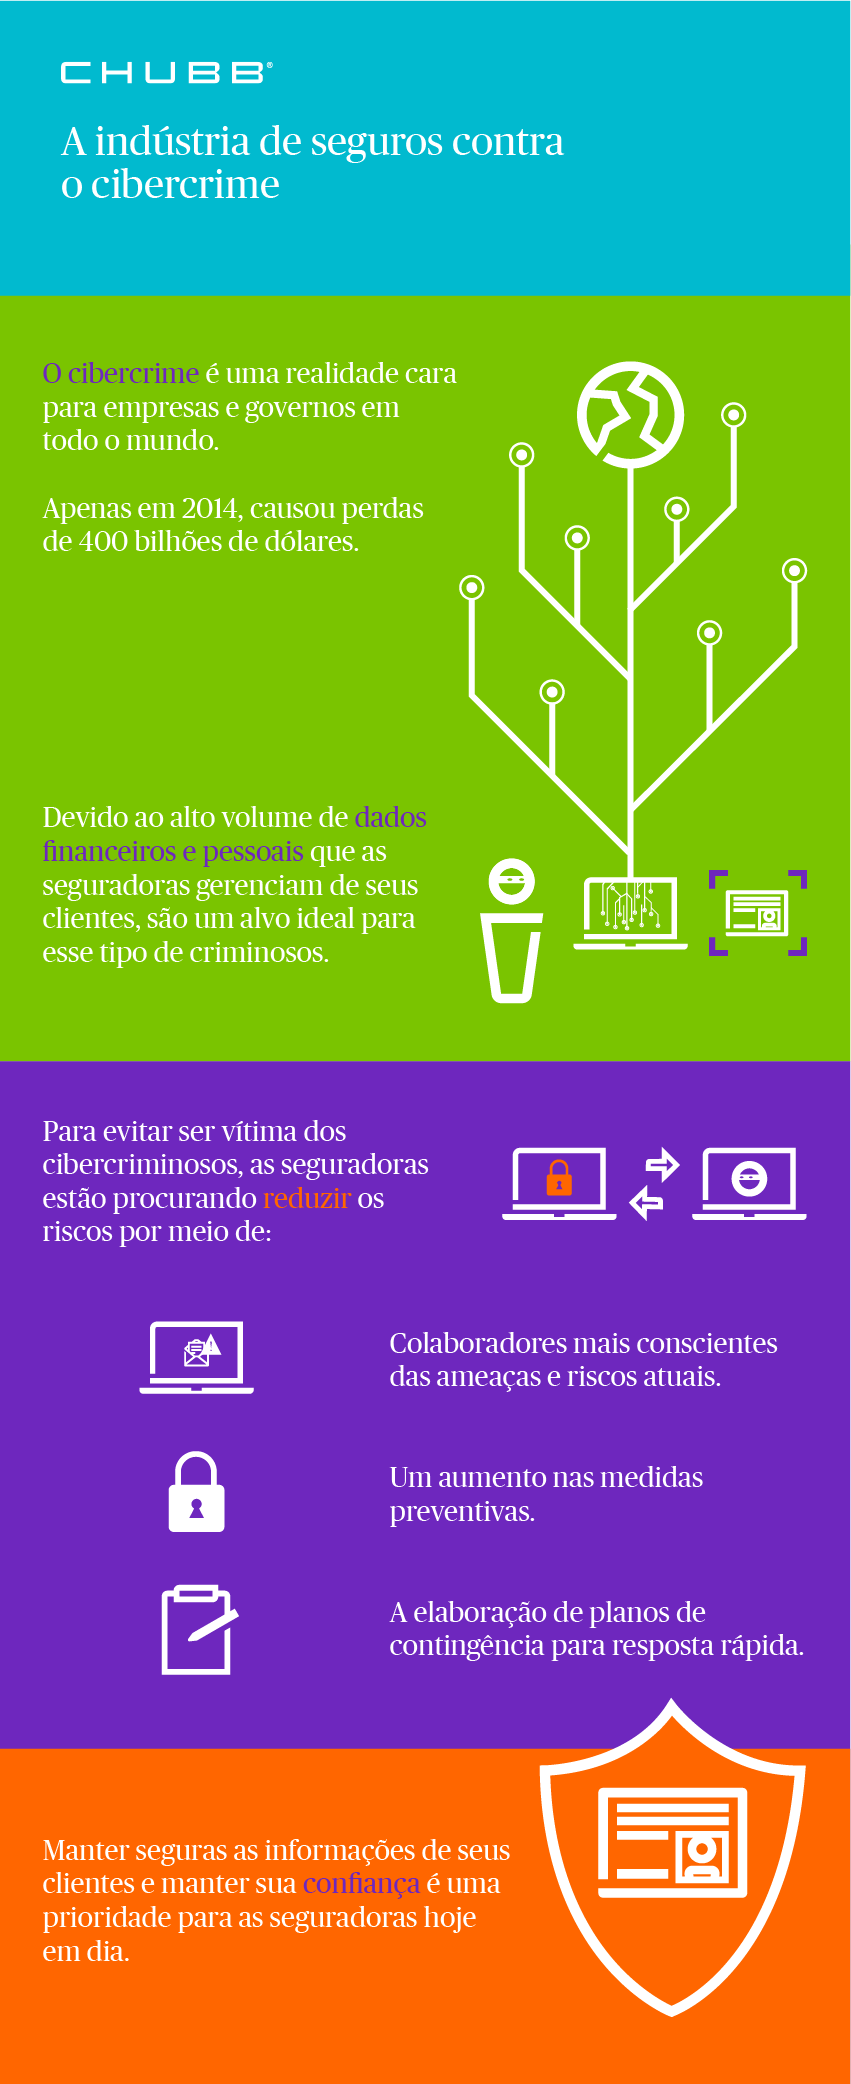 CHUBB®
A indústria de seguros contra
o cibercrime
O cibercrime é uma realidade cara
para empresas e governos em
todo o mundo.
Apenas em 2014, causou perdas
de 400 bilhões de dólares.
Devido ao alto volume de dados
financeiros e pessoais que as
seguradoras gerenciam de seus
clientes, são um alvo ideal para
esse tipo de criminosos.
Para evitar ser vítima dos
cibercriminosos, as seguradoras
estão procurando reduzir os
riscos por meio de:
Colaboradores mais conscientes
das ameaças e riscos atuais.
Um aumento nas medidas
preventivas.
A elaboração de planos de
contingência para resposta rápida.
Manter seguras as informações de seus
clientes e manter sua confiança é uma
prioridade para as seguradoras hoje
em dia.